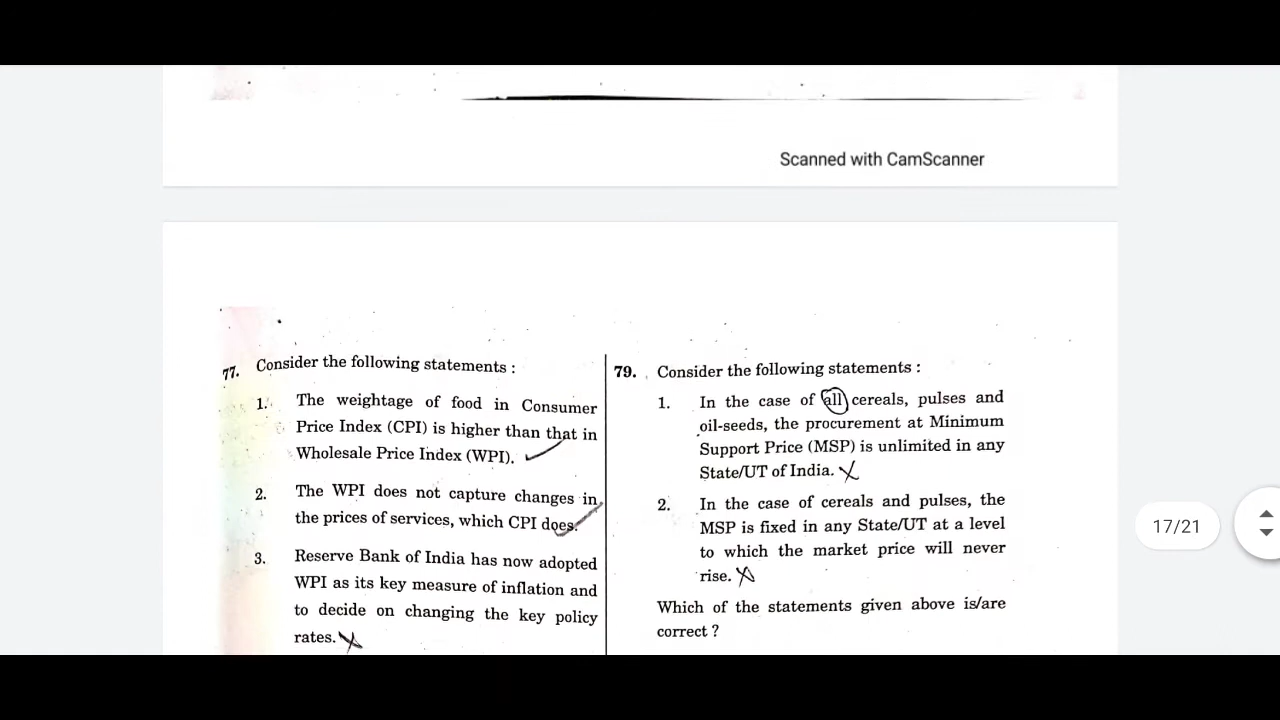 Scanned with CamScanner
77. Consider the following statements :
1. The weightage of food in Consumer
Price Index (CPI) is higher than that in
Wholesale Price Index (WPI).
2. The WPI does not capture changes in
the prices of services, which CPI does.
3. Reserve Bank of India has now adopted
WPI as its key measure of inflation and
to decide on changing the key policy
rates.
79. Consider the following statements :
1. In the case of all cereals, pulses and
oil-seeds, the procurement at Minimum
Support Price (MSP) is unlimited in any
State/UT of India.
2. In the case of cereals and pulses, the
MSP is fixed in any State/UT at a level
to which the market price will never
rise.
Which of the statements given above is/are
correct ?
17/21